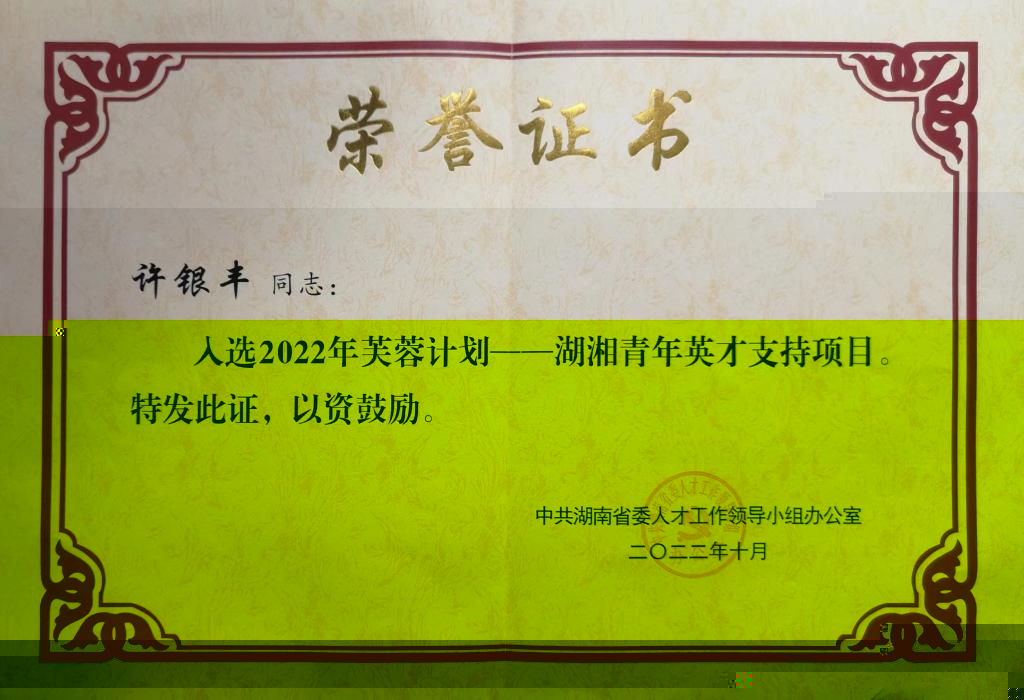 荣誉证书
许银丰 同志：
入选2022年芙蓉计划——湖湘青年英才支持项目。
特发此证，以资鼓励。
中共湖南省委人才工作领导小组办公室
二〇二二年十月